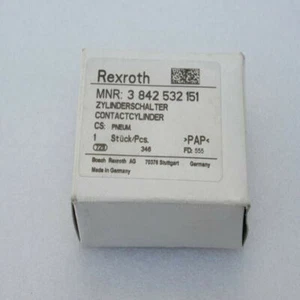 Rexroth
MNR: 3 842 532 151
ZYLINDERSCHALTER
CONTACTCYLINDER
CS: PNEUM.
1 Stück/Pcs. >PAP<
346 FD: 555
Bosch Rexroth AG 70376 Stuttgart Germany
Made in Germany